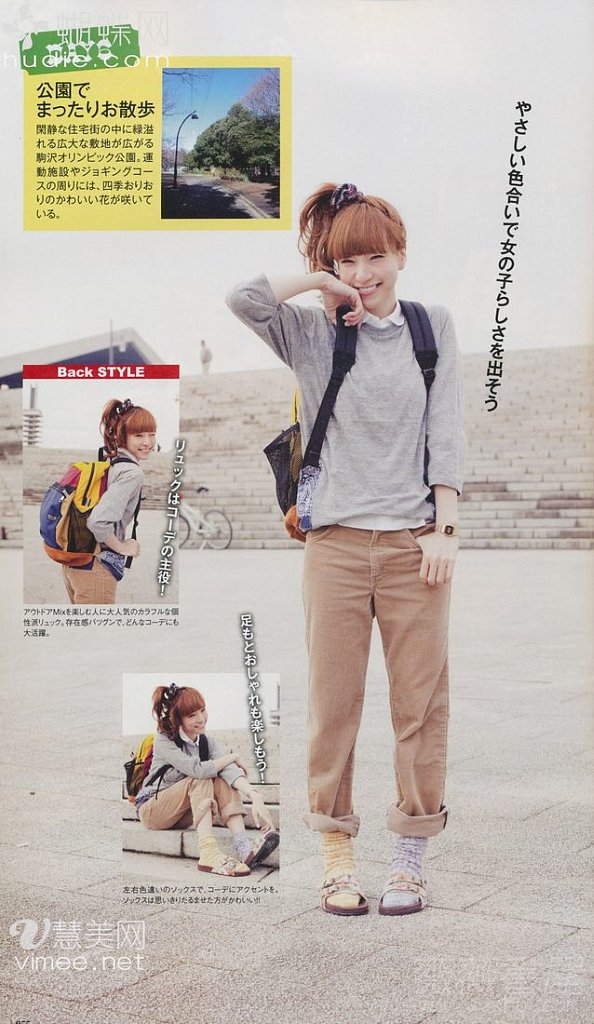 蝴蝶网
hudie.com
公園で
まったりお散歩
閑静な住宅街の中に緑溢
れる広大な敷地が広がる
駒沢オリンピック公園。運
動施設やジョギングコー
スの周りには、四季おりお
りのかわいい花が咲いて
いる。
やさしい色合いで女の子らしさを出そう
Back STYLE
リュックはコーデの主役!
アウトドアMixを楽しむ人に大人気のカラフルな個
性派リュック。存在感バツグンで、どんなコーデにも
大活躍。
足もとおしゃれも楽しもう!
左右色違いのソックスで、コーデにアクセントを。
ソックスは思いきりたるませた方がかわいい!!
慧美网
vimee.net